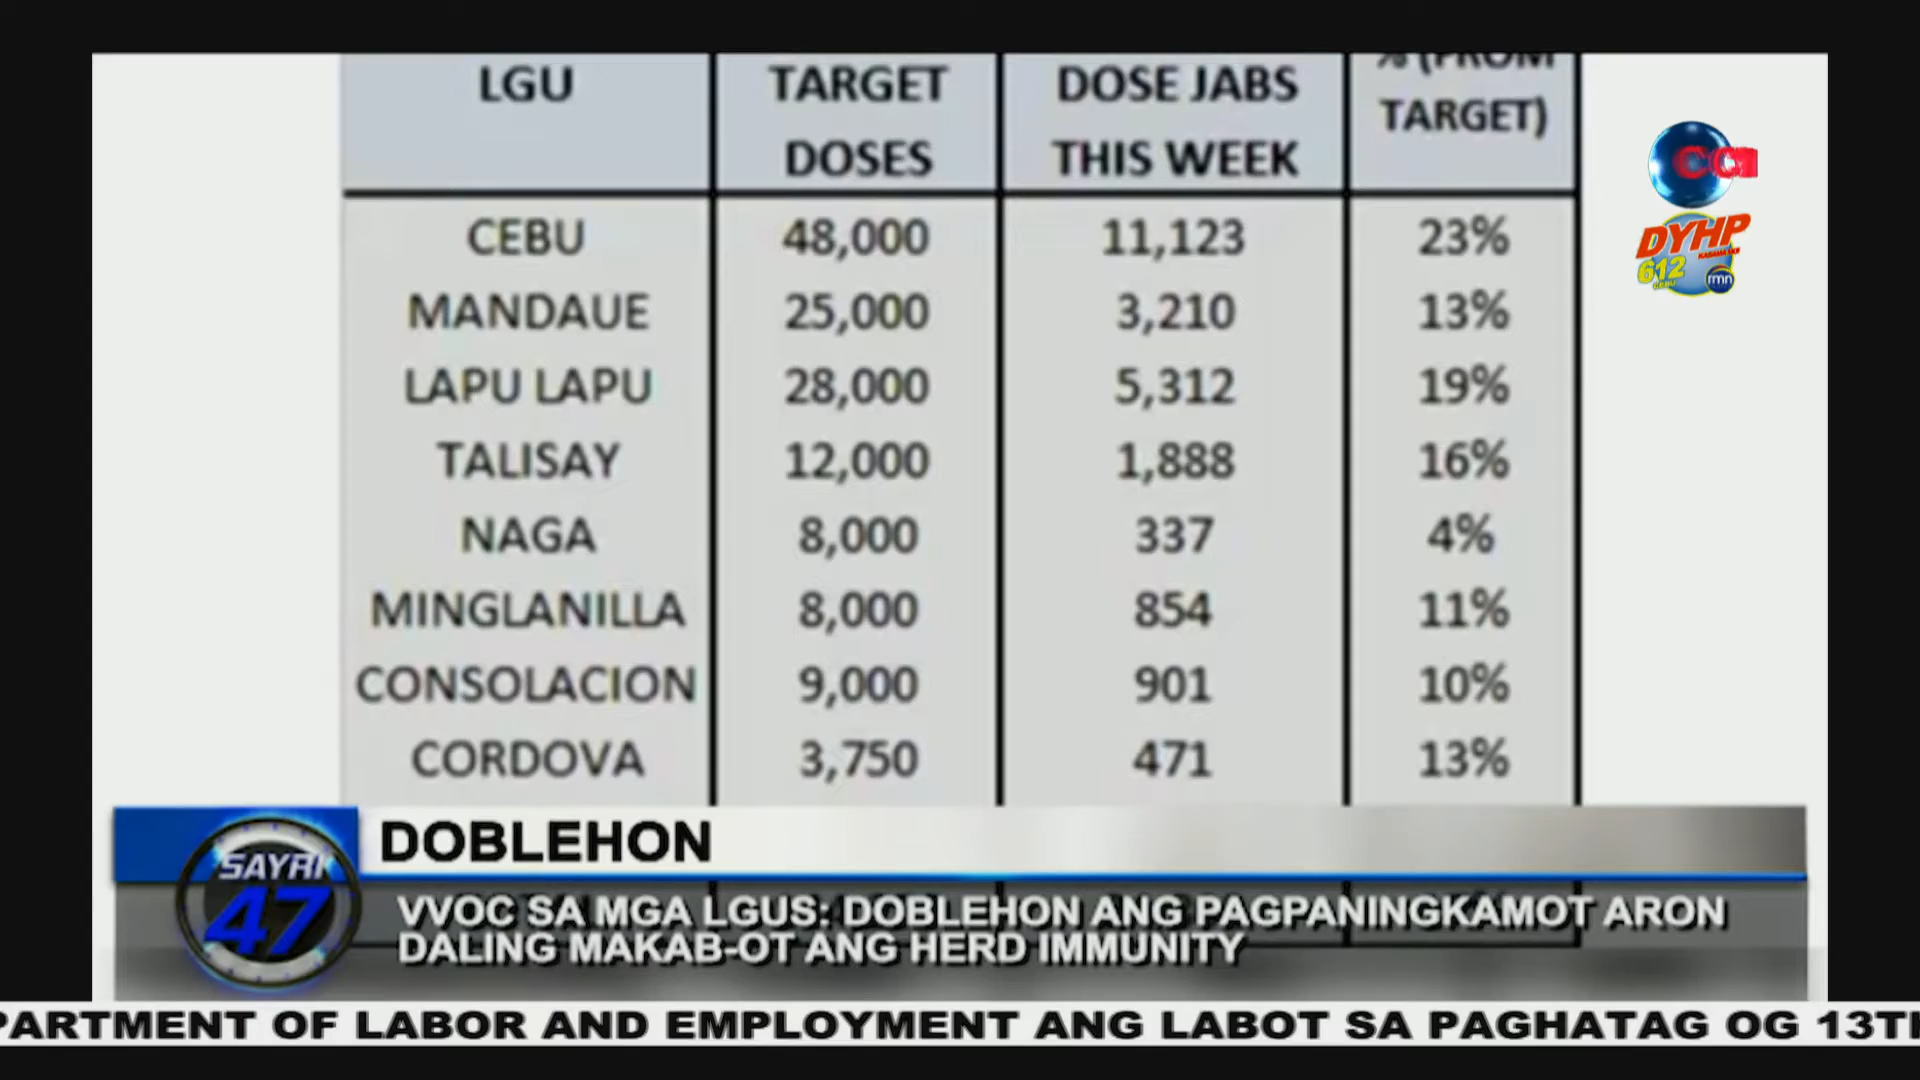 LGU TARGET DOSES DOSE JABS THIS WEEK % (FROM TARGET)
CEBU 48,000 11,123 23%
MANDAUE 25,000 3,210 13%
LAPU LAPU 28,000 5,312 19%
TALISAY 12,000 1,888 16%
NAGA 8,000 337 4%
MINGLANILLA 8,000 854 11%
CONSOLACION 9,000 901 10%
CORDOVA 3,750 471 13%
DYHP
612
CEBU
rmn
SAYRI
47
DOBLEHON
VVOC SA MGA LGUS: DOBLEHON ANG PAGPANINGKAMOT ARON
DALING MAKAB-OT ANG HERD IMMUNITY
PARTMENT OF LABOR AND EMPLOYMENT ANG LABOT SA PAGHATAG OG 13TH